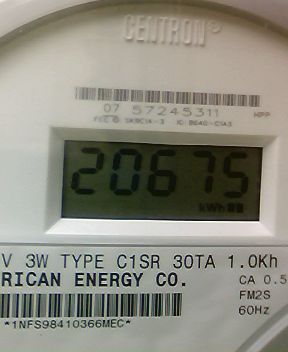 CENTRON®
07 57245311
HPP
20675
kWh
V 3W TYPE C1SR 30TA 1.0Kh
RICAN ENERGY CO.
CA 0.5
FM2S
60Hz
*1NFS98410366MEC*